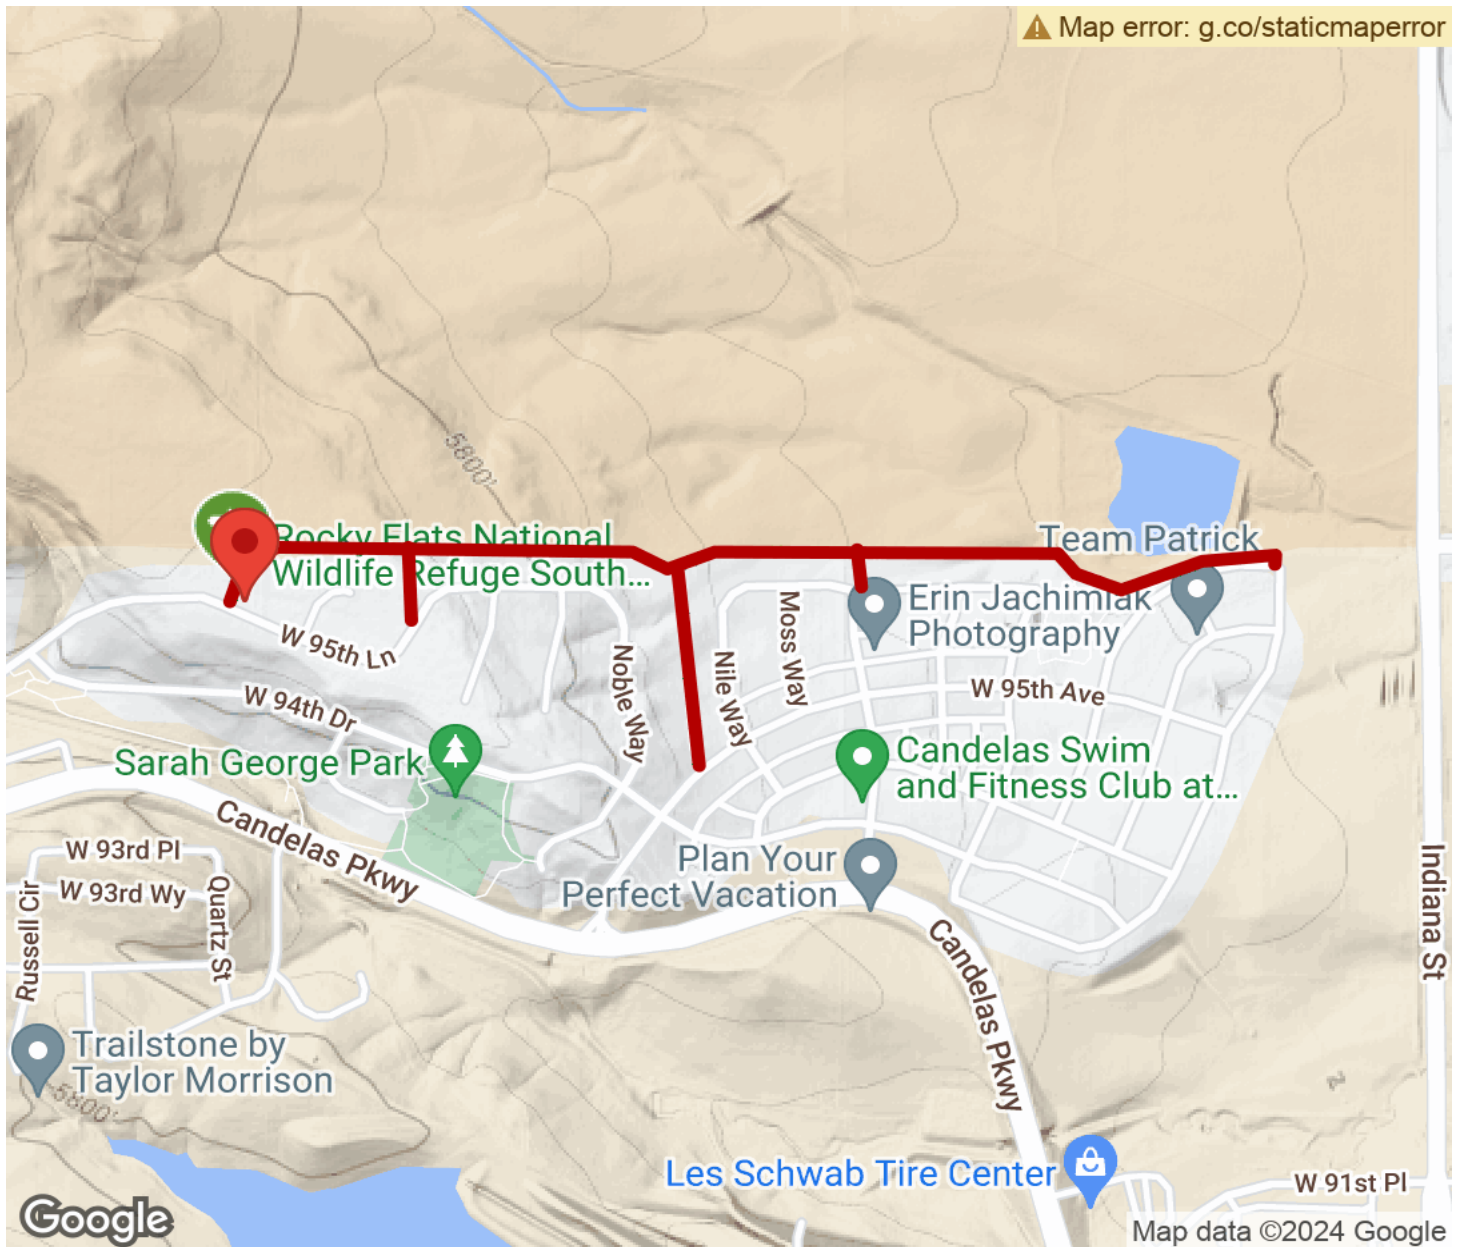 Map error: g.co/staticmaperror
5800'
Rocky Flats National
Wildlife Refuge South...
Team Patrick
Erin Jachimiak
Photography
W 95th Ln
Moss Way
Noble Way
Nile Way
W 95th Ave
W 94th Dr
Sarah George Park
Candelas Swim
and Fitness Club at...
Candelas Pkwy
W 93rd Pl
W 93rd Wy
Plan Your
Perfect Vacation
Quartz St
Russell Cir
Indiana St
Candelas Pkwy
Trailstone by
Taylor Morrison
5800'
Les Schwab Tire Center
W 91st Pl
Google
Map data ©2024 Google